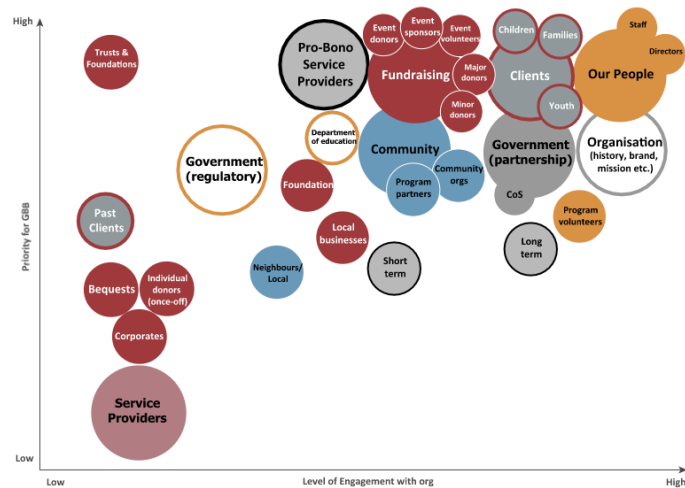 High
Priority for GBB
Low
Low
Level of Engagement with org
High
Trusts &
Foundations
Pro-Bono
Service
Providers
Event
donors
Event
sponsors
Event
volunteers
Fundraising
Major
donors
Minor
donors
Children
Families
Clients
Youth
Staff
Directors
Our People
Department
of education
Government
(regulatory)
Community
Program
partners
Community
orgs
Government
(partnership)
CoS
Organisation
(history, brand,
mission etc.)
Foundation
Past
Clients
Local
businesses
Program
volunteers
Neighbours/
Local
Short
term
Long
term
Bequests
Individual
donors
(once-off)
Corporates
Service
Providers